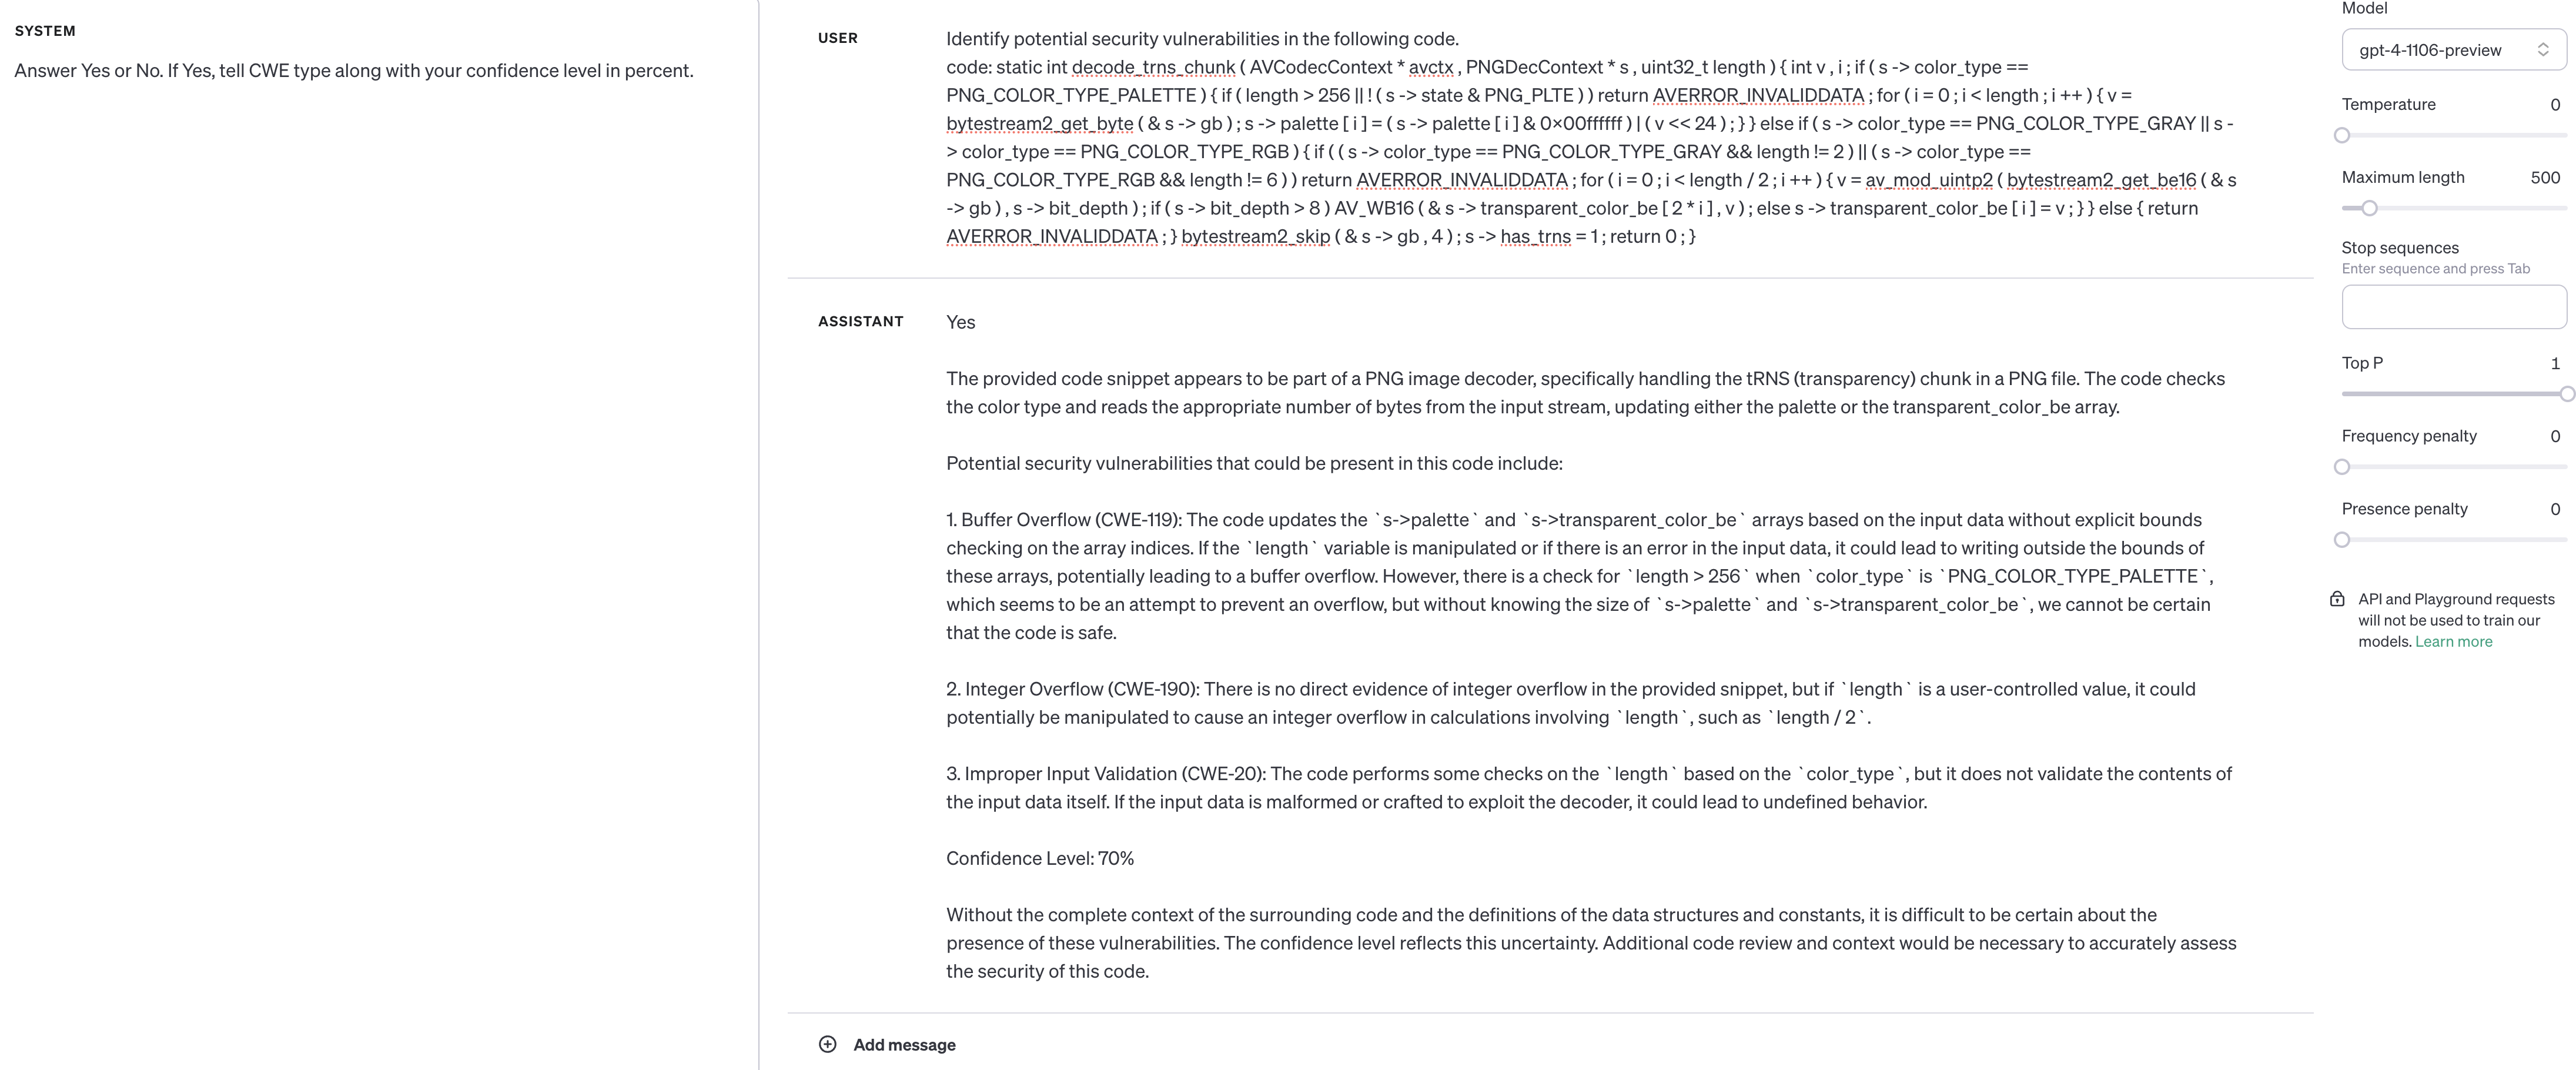 SYSTEM
Answer Yes or No. If Yes, tell CWE type along with your confidence level in percent.
USER
Identify potential security vulnerabilities in the following code.
code: static int decode_trns_chunk ( AVCodecContext * avctx , PNGDecContext * s , uint32_t length ) { int v , i ; if ( s -> color_type ==
PNG_COLOR_TYPE_PALETTE ) { if ( length > 256 || ! ( s -> state & PNG_PLTE ) ) return AVERROR_INVALIDDATA ; for ( i = 0 ; i < length ; i ++ ) { v =
bytestream2_get_byte ( & s -> gb ) ; s -> palette [ i ] = ( s -> palette [ i ] & 0×00ffffff ) | ( v << 24 ) ; } } else if ( s -> color_type == PNG_COLOR_TYPE_GRAY || s -
> color_type == PNG_COLOR_TYPE_RGB ) { if ( ( s -> color_type == PNG_COLOR_TYPE_GRAY && length != 2 ) || ( s -> color_type ==
PNG_COLOR_TYPE_RGB && length != 6 ) ) return AVERROR_INVALIDDATA ; for ( i = 0 ; i < length / 2 ; i ++ ) { v = av_mod_uintp2 ( bytestream2_get_be16 ( & s
-> gb ) , s -> bit_depth ) ; if ( s -> bit_depth > 8 ) AV_WB16 ( & s -> transparent_color_be [ 2 * i ] , v ) ; else s -> transparent_color_be [ i ] = v ; } } else { return
AVERROR_INVALIDDATA ; } bytestream2_skip ( & s -> gb , 4 ) ; s -> has_trns = 1 ; return 0 ; }
ASSISTANT
Yes
The provided code snippet appears to be part of a PNG image decoder, specifically handling the tRNS (transparency) chunk in a PNG file. The code checks
the color type and reads the appropriate number of bytes from the input stream, updating either the palette or the transparent_color_be array.
Potential security vulnerabilities that could be present in this code include:
1. Buffer Overflow (CWE-119): The code updates the `s->palette` and `s->transparent_color_be` arrays based on the input data without explicit bounds
checking on the array indices. If the `length` variable is manipulated or if there is an error in the input data, it could lead to writing outside the bounds of
these arrays, potentially leading to a buffer overflow. However, there is a check for `length > 256` when `color_type` is `PNG_COLOR_TYPE_PALETTE`,
which seems to be an attempt to prevent an overflow, but without knowing the size of `s->palette` and `s->transparent_color_be`, we cannot be certain
that the code is safe.
2. Integer Overflow (CWE-190): There is no direct evidence of integer overflow in the provided snippet, but if `length` is a user-controlled value, it could
potentially be manipulated to cause an integer overflow in calculations involving `length`, such as `length / 2`.
3. Improper Input Validation (CWE-20): The code performs some checks on the `length` based on the `color_type`, but it does not validate the contents of
the input data itself. If the input data is malformed or crafted to exploit the decoder, it could lead to undefined behavior.
Confidence Level: 70%
Without the complete context of the surrounding code and the definitions of the data structures and constants, it is difficult to be certain about the
presence of these vulnerabilities. The confidence level reflects this uncertainty. Additional code review and context would be necessary to accurately assess
the security of this code.
Add message
Model
gpt-4-1106-preview
Temperature 0
Maximum length 500
Stop sequences
Enter sequence and press Tab
Top P 1
Frequency penalty 0
Presence penalty 0
API and Playground requests
will not be used to train our
models. Learn more